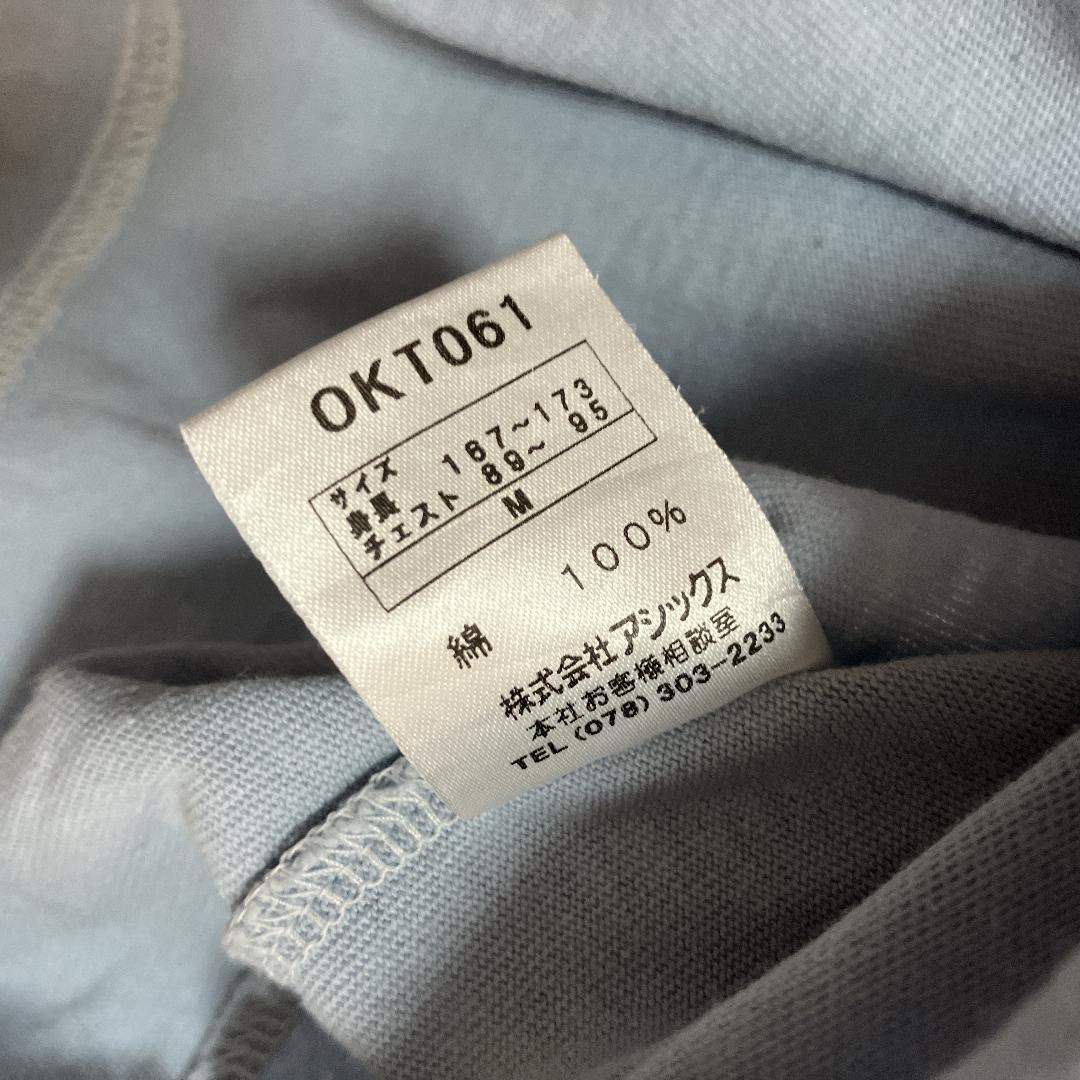 OKT061
サイズ
身長 167~173
チェスト 89~ 95
M
綿 100%
株式会社アシックス
本社お客様相談室
TEL (078) 303-2233